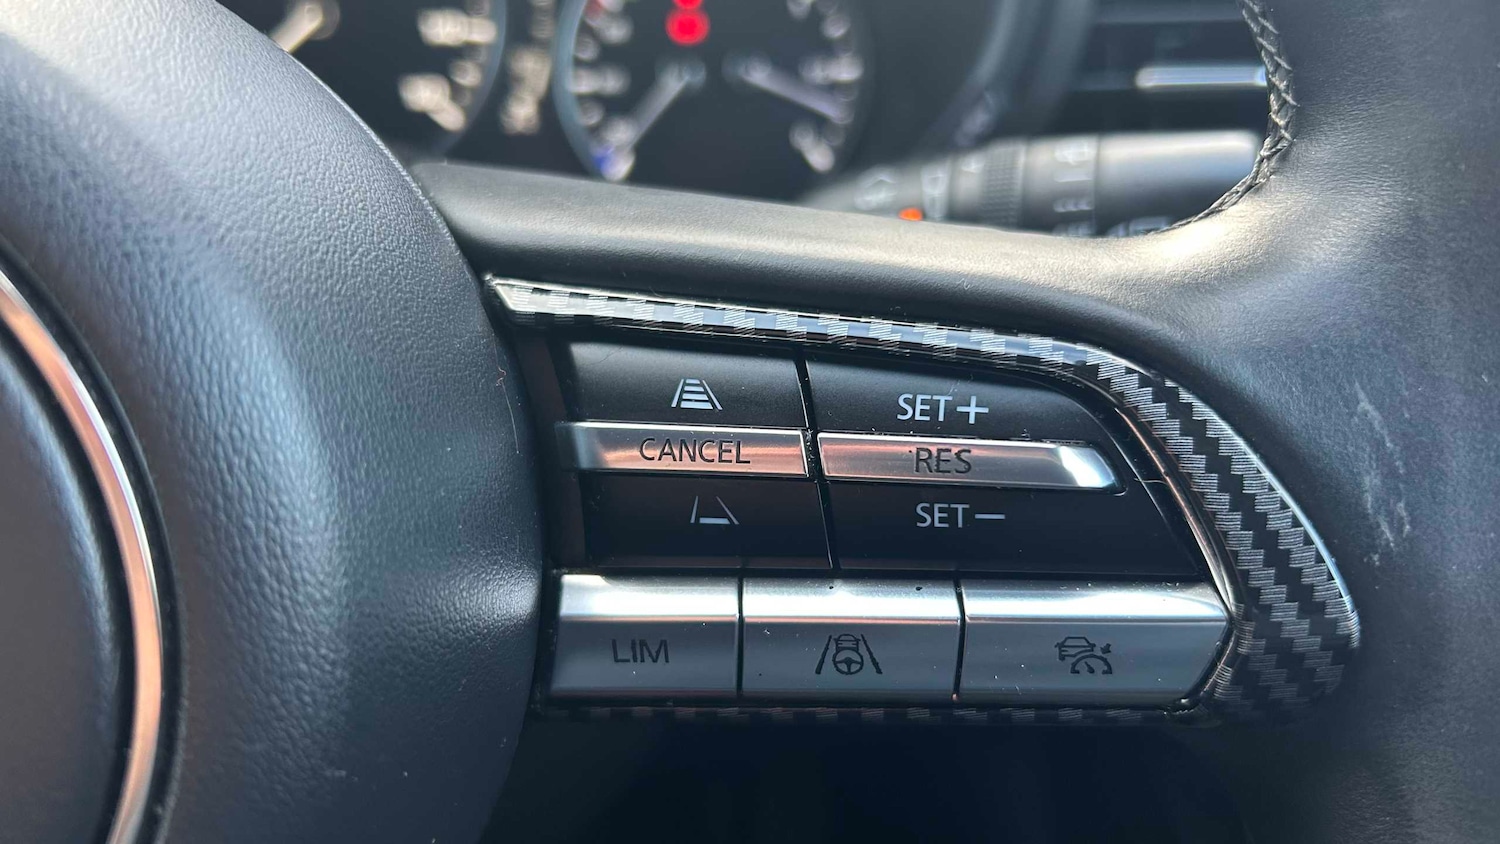 SET+
CANCEL
RES
SET-
LIM